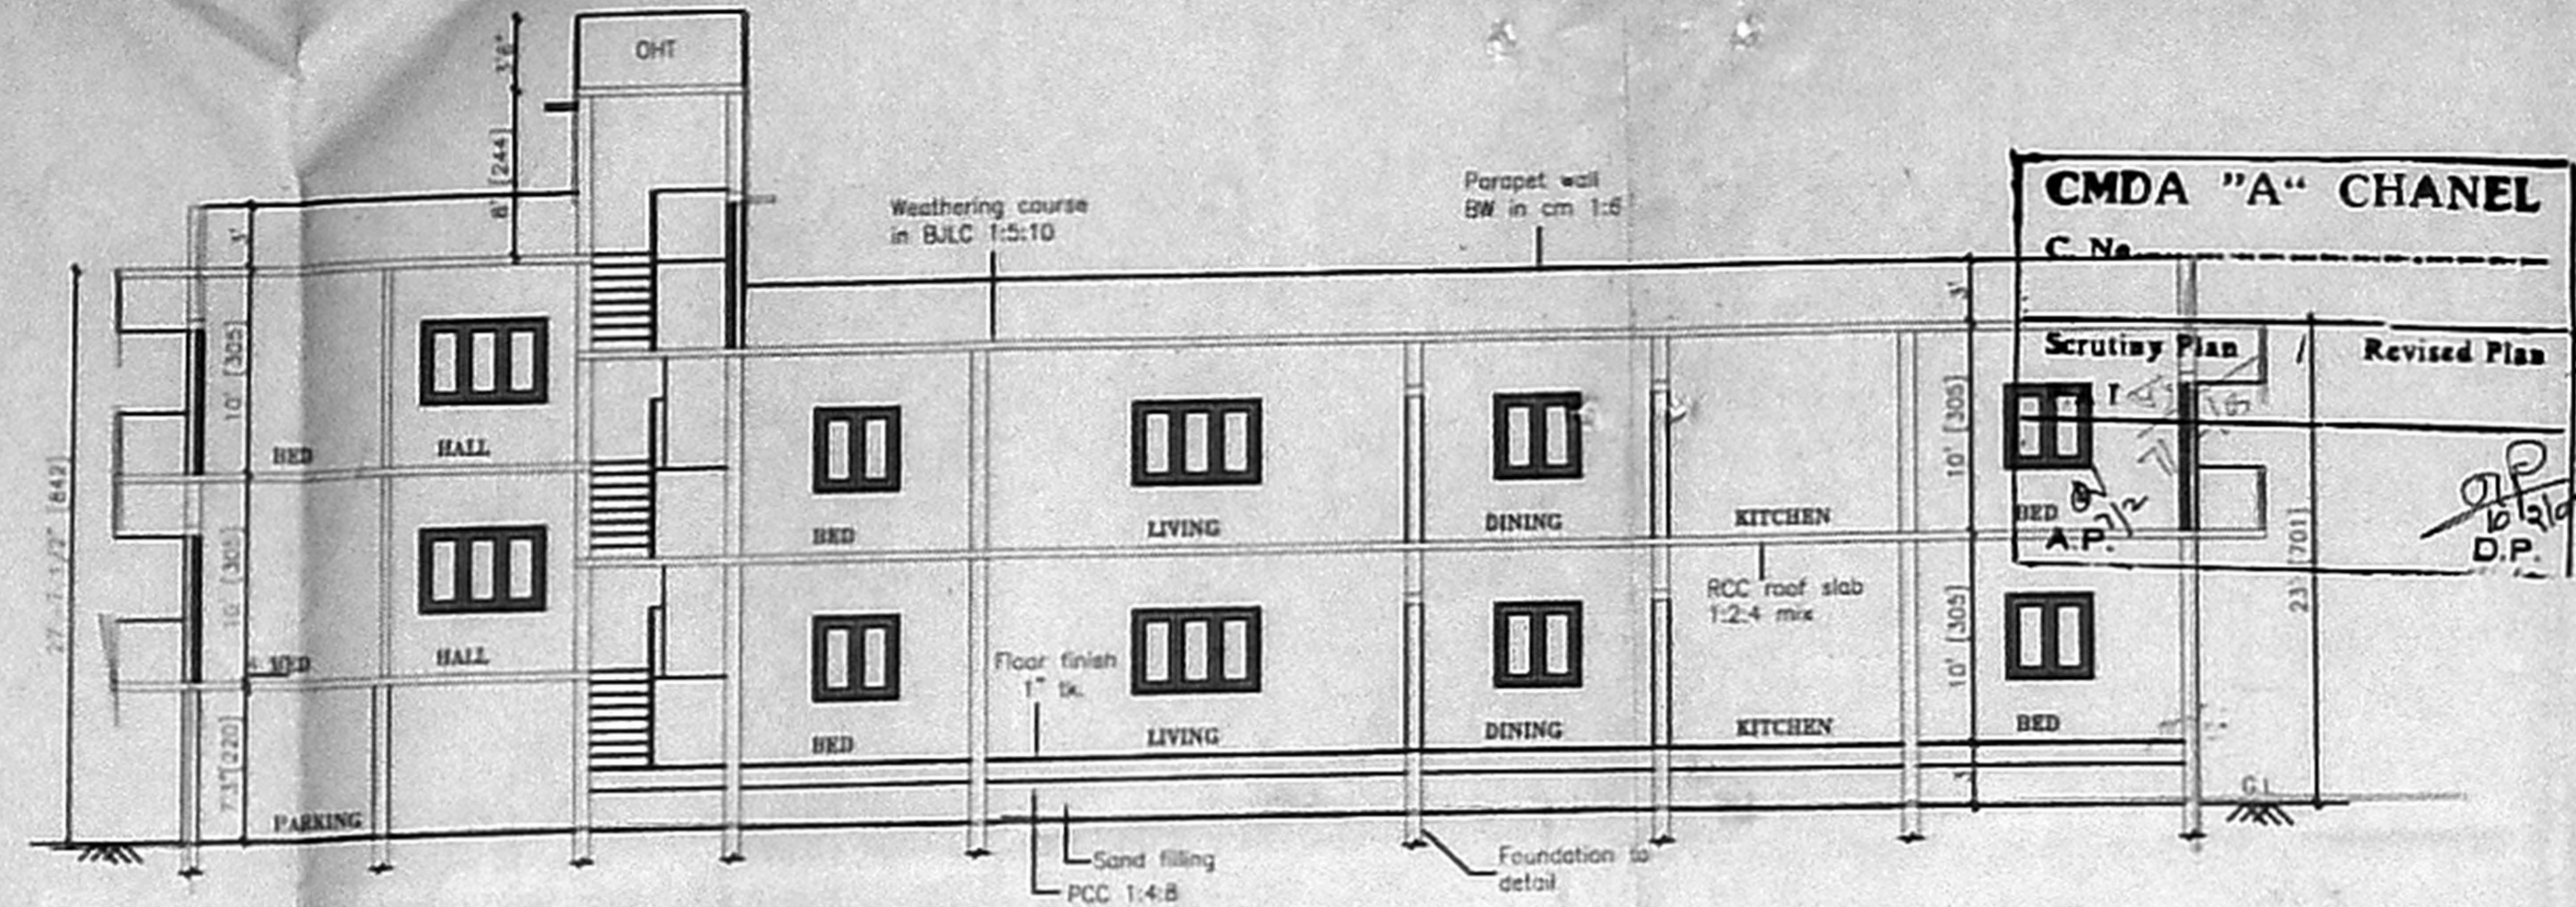 OHT
3'6"
8' [244]
Weathering course
in BJLC 1:5:10
Parapet wall
BW in cm 1:6
CMDA "A" CHANEL
C. No.
Scrutiny Plan / Revised Plan
A.P.
D.P.
3'
10' [305]
10' [305]
27'-7 1/2" [842]
BED
HALL
HALL
PARKING
BED
LIVING
DINING
KITCHEN
BED
3'
10' [305]
10' [305]
23' [701]
RCC roof slab
1:2:4 mix
Floor finish
1" tk.
BED
LIVING
DINING
KITCHEN
BED
Sand filling
PCC 1:4:8
Foundation to
detail